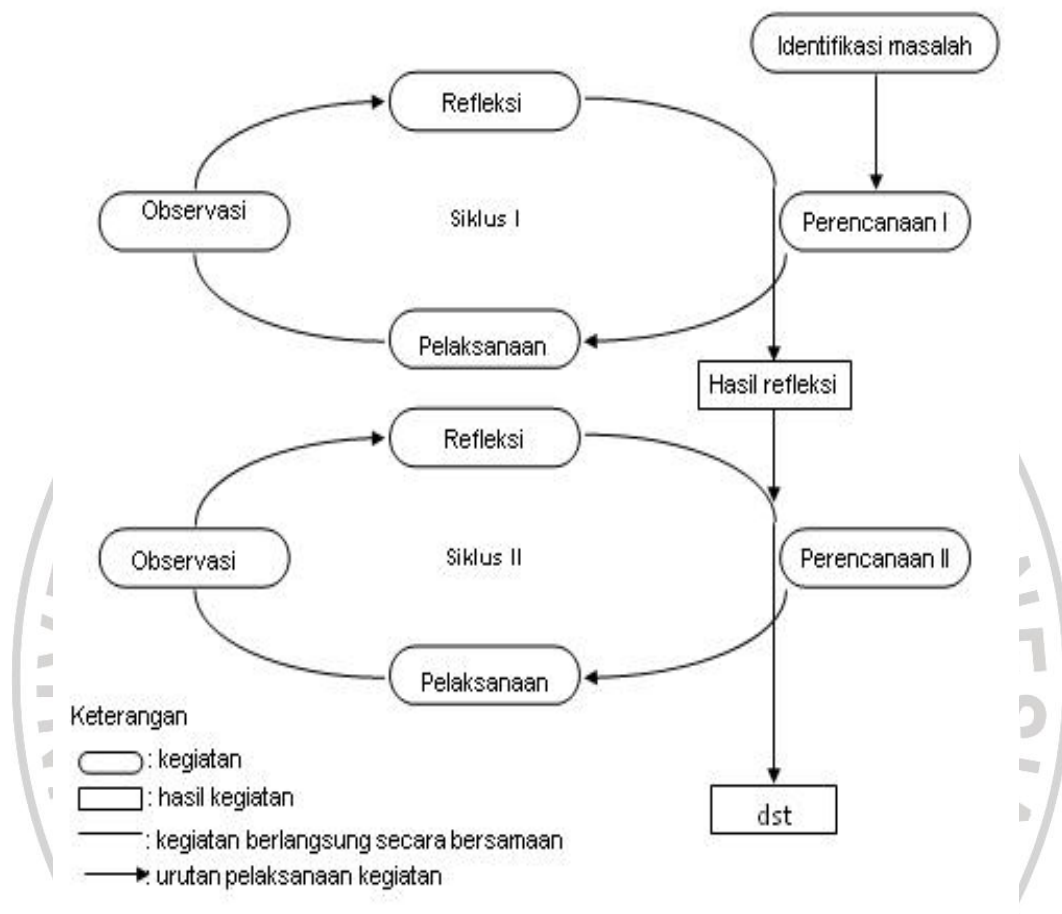 Identifikasi masalah
Refleksi
Observasi
Siklus I
Perencanaan I
Pelaksanaan
Hasil refleksi
Refleksi
Observasi
Siklus II
Perencanaan II
Pelaksanaan
Keterangan
: kegiatan
: hasil kegiatan
: kegiatan berlangsung secara bersamaan
: urutan pelaksanaan kegiatan
dst